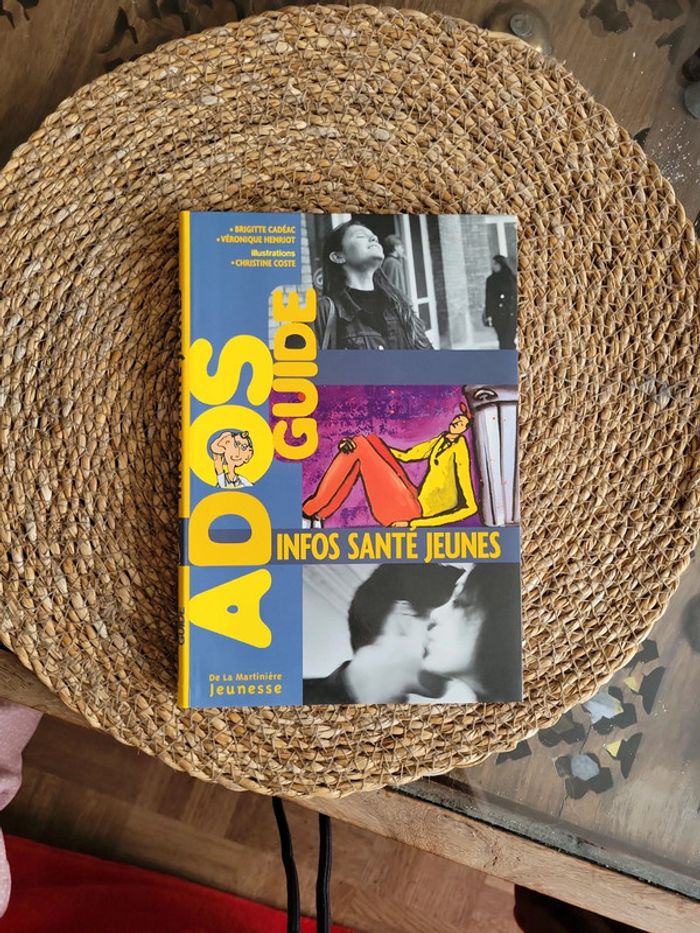 • BRIGITTE CADÉAC
• VÉRONIQUE HENRIOT
illustrations
• CHRISTINE COSTE
ADOS
GUIDE
INFOS SANTÉ JEUNES
De La Martinière
Jeunesse